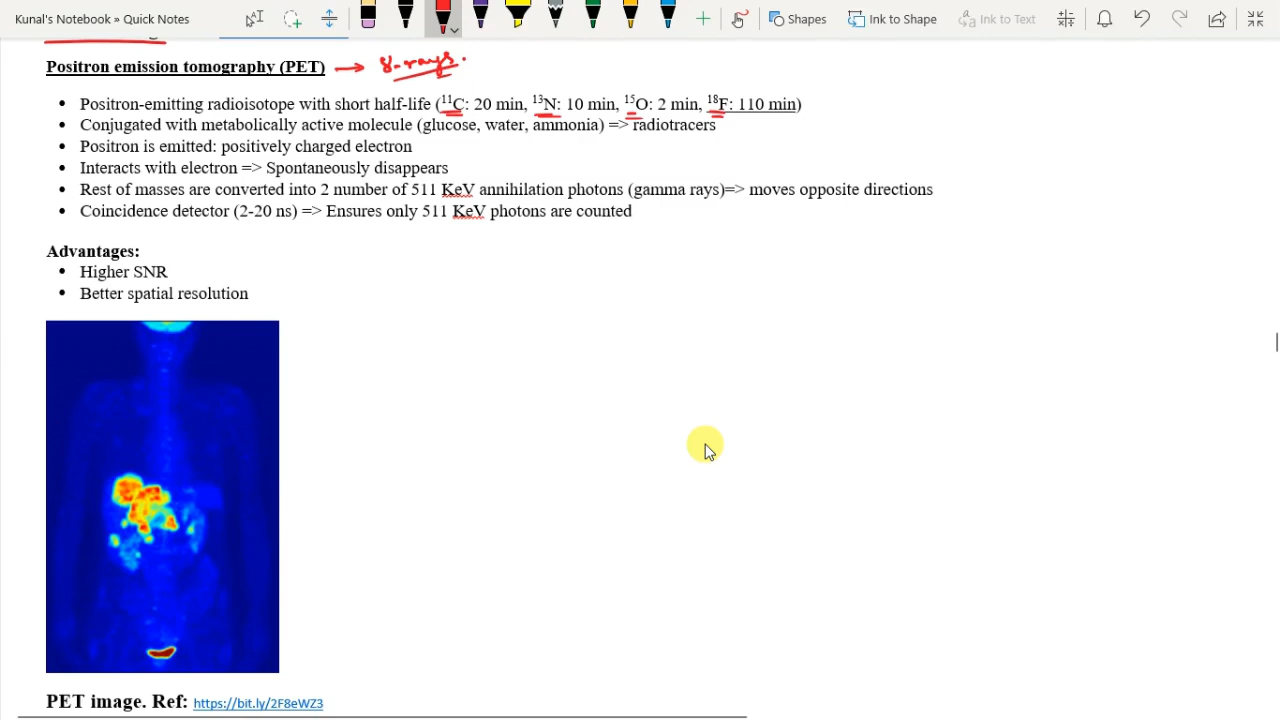 Kunal's Notebook » Quick Notes
Shapes
Ink to Shape
Ink to Text
Positron emission tomography (PET) → γ-rays.
• Positron-emitting radioisotope with short half-life (¹¹C: 20 min, ¹³N: 10 min, ¹⁵O: 2 min, ¹⁸F: 110 min)
• Conjugated with metabolically active molecule (glucose, water, ammonia) => radiotracers
• Positron is emitted: positively charged electron
• Interacts with electron => Spontaneously disappears
• Rest of masses are converted into 2 number of 511 KeV annihilation photons (gamma rays)=> moves opposite directions
• Coincidence detector (2-20 ns) => Ensures only 511 KeV photons are counted
Advantages:
• Higher SNR
• Better spatial resolution
PET image. Ref: https://bit.ly/2F8eWZ3